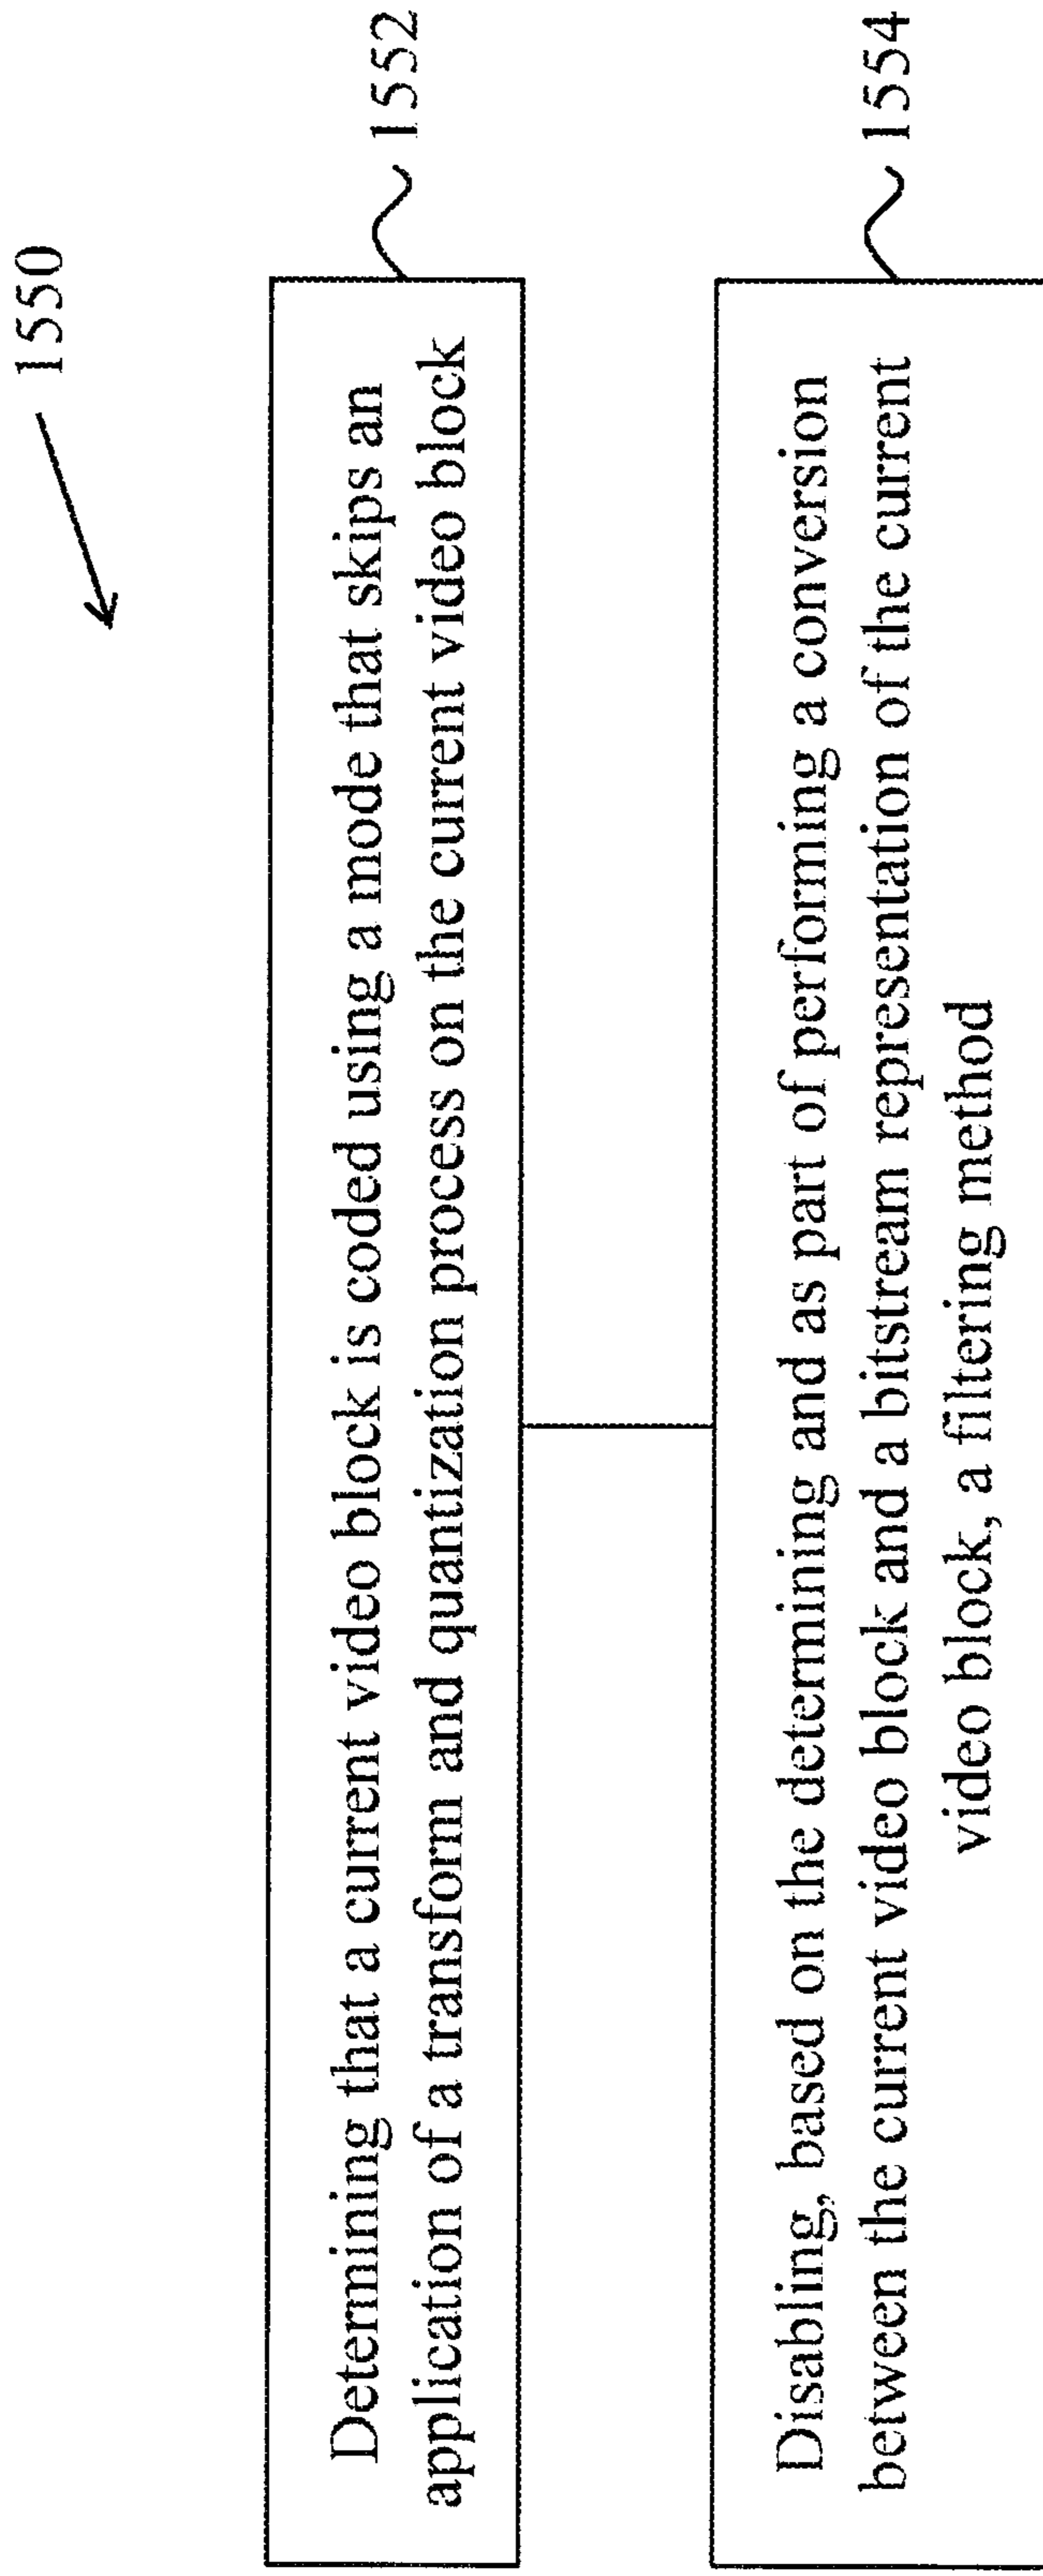 1550
Determining that a current video block is coded using a mode that skips an
application of a transform and quantization process on the current video block
1552
Disabling, based on the determining and as part of performing a conversion
between the current video block and a bitstream representation of the current
video block, a filtering method
1554